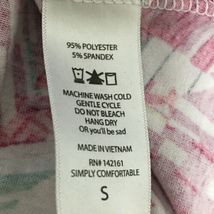 95% POLYESTER
5% SPANDEX
MACHINE WASH COLD
GENTLE CYCLE
DO NOT BLEACH
HANG DRY
OR you'll be sad
MADE IN VIETNAM
RN# 142161
SIMPLY COMFORTABLE
S